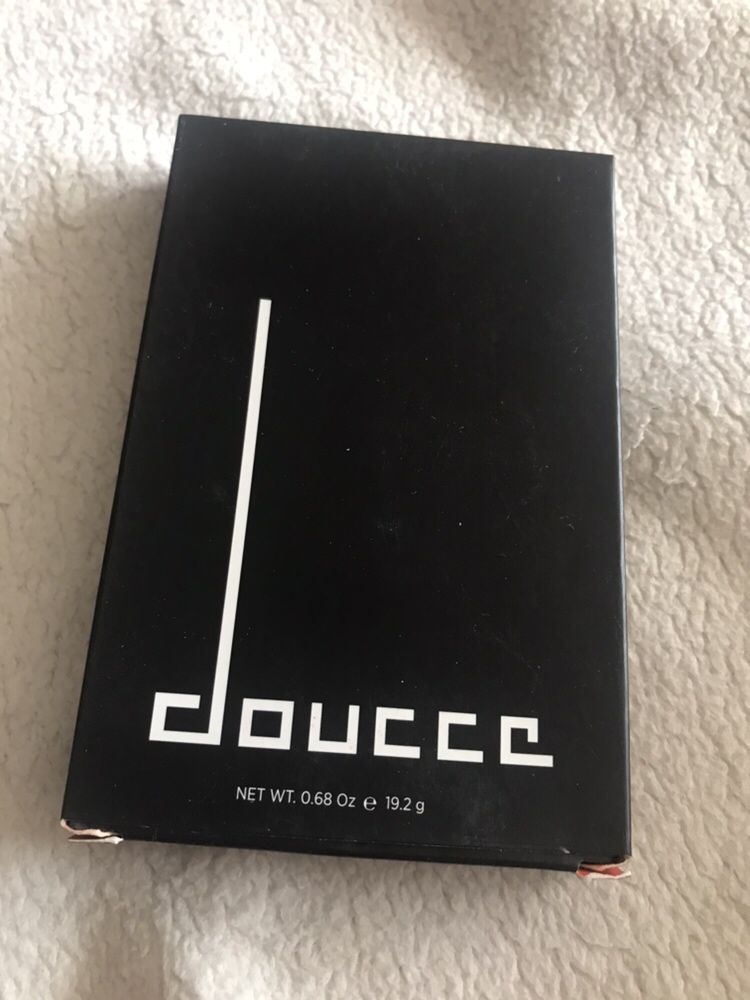 doucce
NET WT. 0.68 Oz ℮ 19.2 g